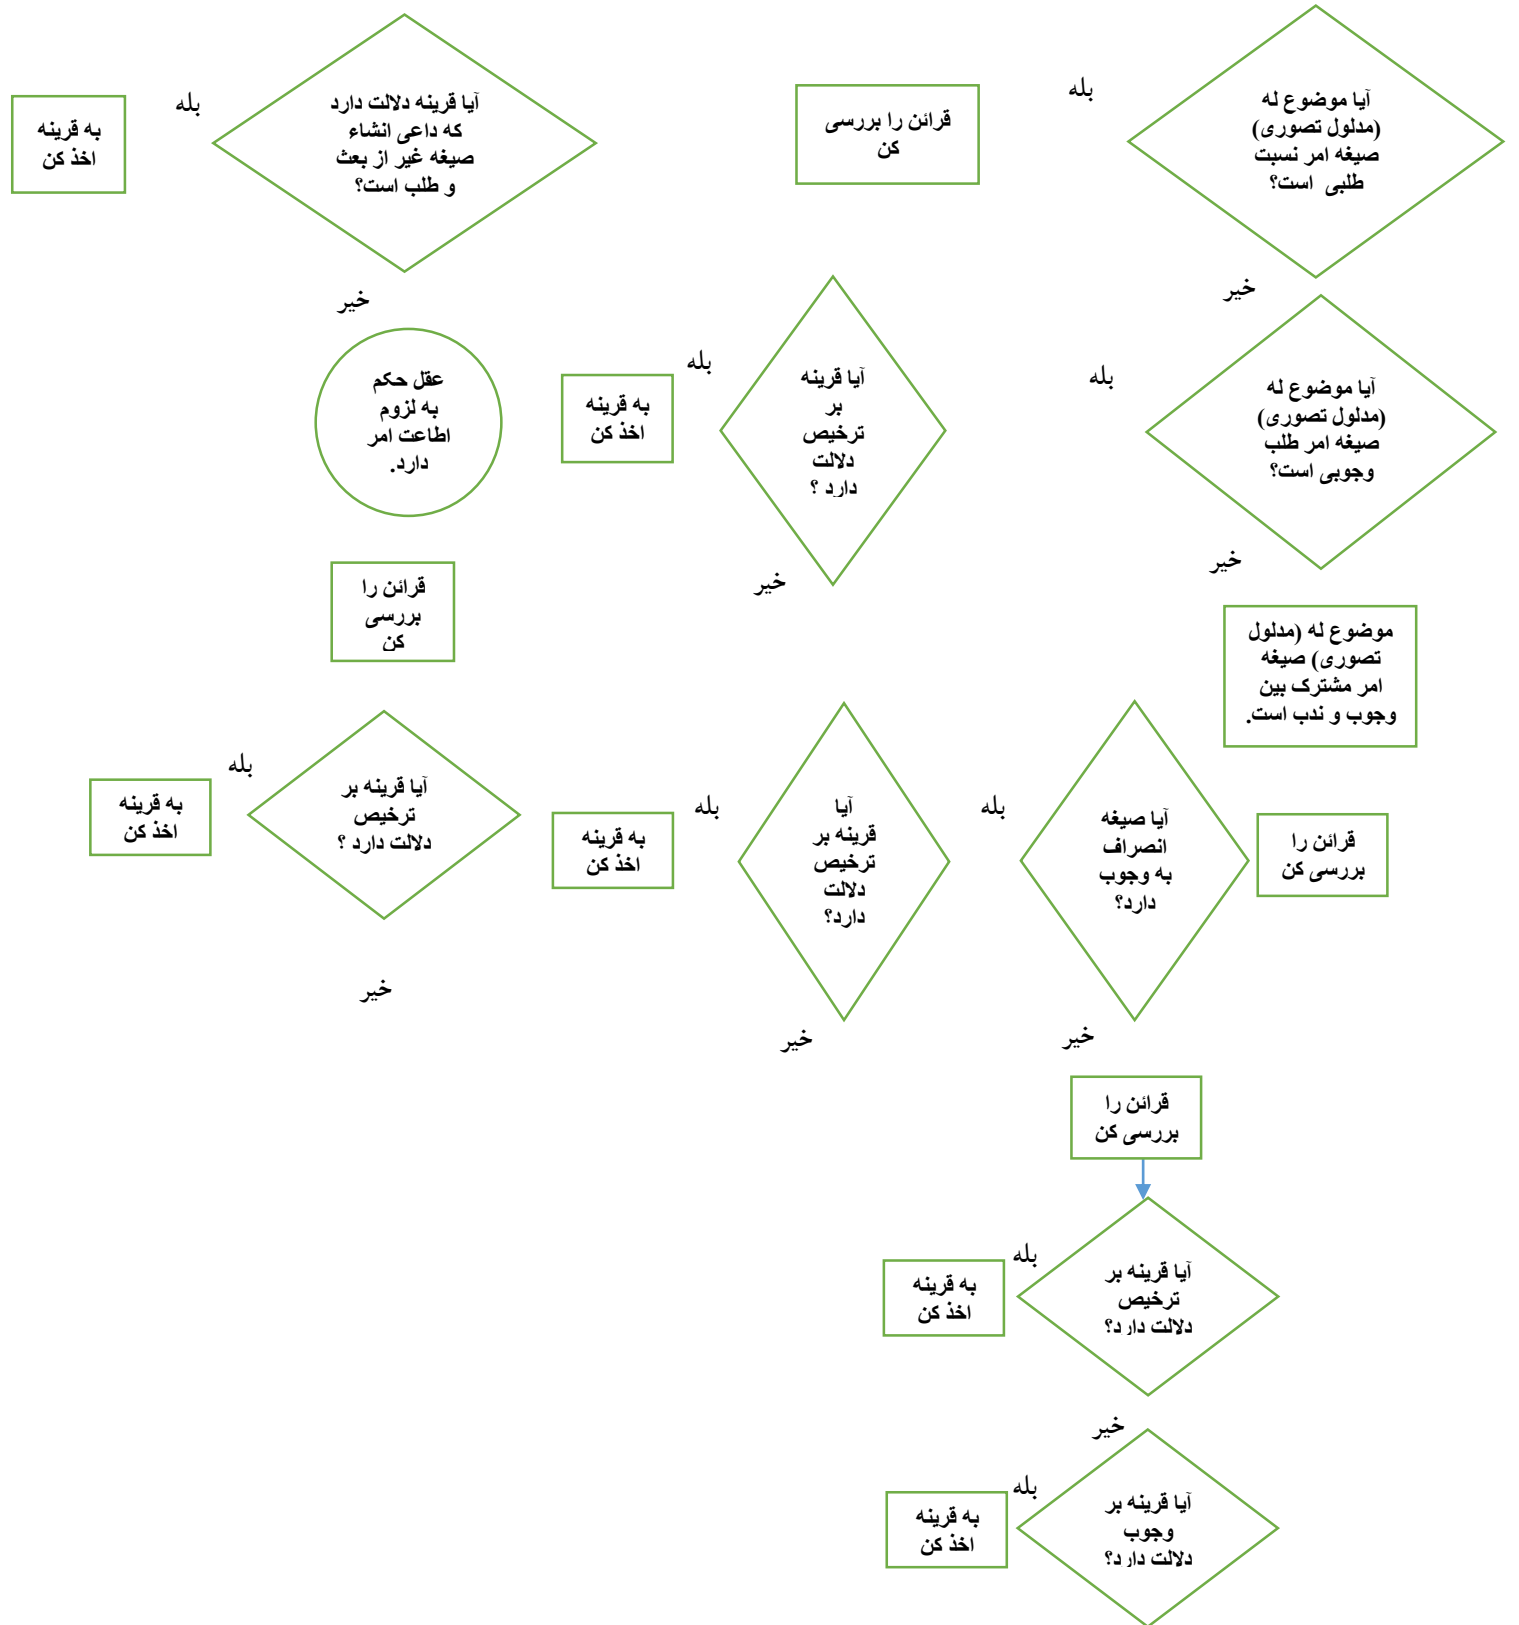 آیا موضوع له
(مدلول تصوری)
صیغه امر نسبت
طلبی است؟
بله
قرائن را بررسی
کن
آیا قرینه دلالت دارد
که داعی انشاء
صیغه غیر از بعث
و طلب است؟
بله
به قرینه
اخذ کن
خیر
خیر
آیا موضوع له
(مدلول تصوری)
صیغه امر طلب
وجوبی است؟
بله
آیا قرینه
بر
ترخیص
دلالت
دارد ؟
بله
به قرینه
اخذ کن
عقل حکم
به لزوم
اطاعت امر
دارد.
خیر
خیر
قرائن را
بررسی
کن
موضوع له (مدلول
تصوری) صیغه
امر مشترک بین
وجوب و ندب است.
قرائن را
بررسی کن
آیا صیغه
انصراف
به وجوب
دارد؟
بله
آیا
قرینه بر
ترخیص
دلالت
دارد؟
بله
به قرینه
اخذ کن
آیا قرینه بر
ترخیص
دلالت دارد ؟
بله
به قرینه
اخذ کن
خیر
خیر
خیر
قرائن را
بررسی کن
آیا قرینه بر
ترخیص
دلالت دارد؟
بله
به قرینه
اخذ کن
خیر
آیا قرینه بر
وجوب
دلالت دارد؟
بله
به قرینه
اخذ کن